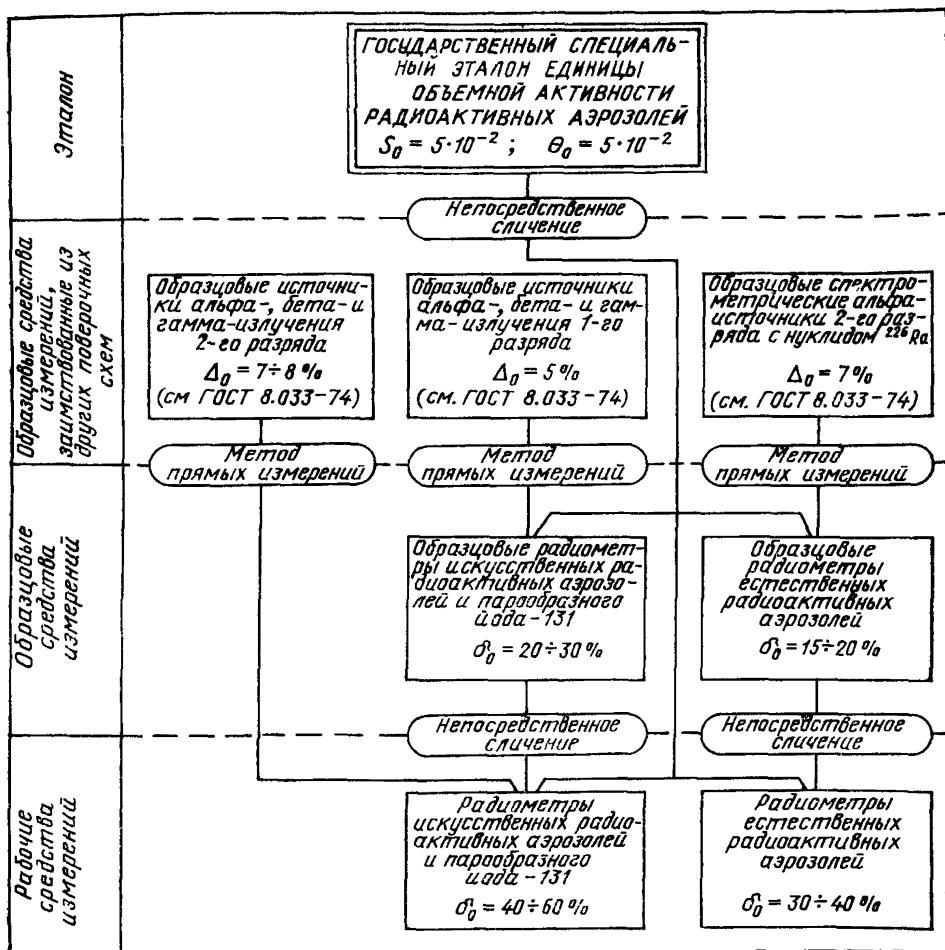 Эталон
ГОСУДАРСТВЕННЫЙ СПЕЦИАЛЬ-
НЫЙ ЭТАЛОН ЕДИНИЦЫ
ОБЪЕМНОЙ АКТИВНОСТИ
РАДИОАКТИВНЫХ АЭРОЗОЛЕЙ
S₀ = 5·10⁻² ; Θ₀ = 5·10⁻²
Непосредственное
сличение
Образцовые средства
измерений,
заимствованные из
других поверочных
схем
Образцовые источни-
ки альфа-, бета- и
гамма-излучения
2-го разряда
Δ₀ = 7÷8 %
(см ГОСТ 8.033-74)
Образцовые источники
альфа-, бета- и гам-
ма-излучения 1-го
разряда
Δ₀ = 5 %
(см. ГОСТ 8.033-74)
Образцовые спектро-
метрические альфа-
источники 2-го раз-
ряда с нуклидом ²²⁶Ra
Δ₀ = 7%
(см. ГОСТ 8.033-74)
Метод
прямых измерений
Метод
прямых измерений
Метод
прямых измерений
Образцовые
средства
измерений
Образцовые радиомет-
ры искусственных ра-
диоактивных аэрозо-
лей и парообразного
йода-131
δ₀ = 20÷30 %
Образцовые
радиометры
естественных
радиоактивных
аэрозолей
δ₀ = 15÷20 %
Непосредственное
сличение
Непосредственное
сличение
Рабочие
средства
измерений
Радиометры
искусственных радио-
активных аэрозолей
и парообразного
иода-131
δ₀ = 40÷60 %
Радиометры
естественных
радиоактивных
аэрозолей
δ₀ = 30÷40 %